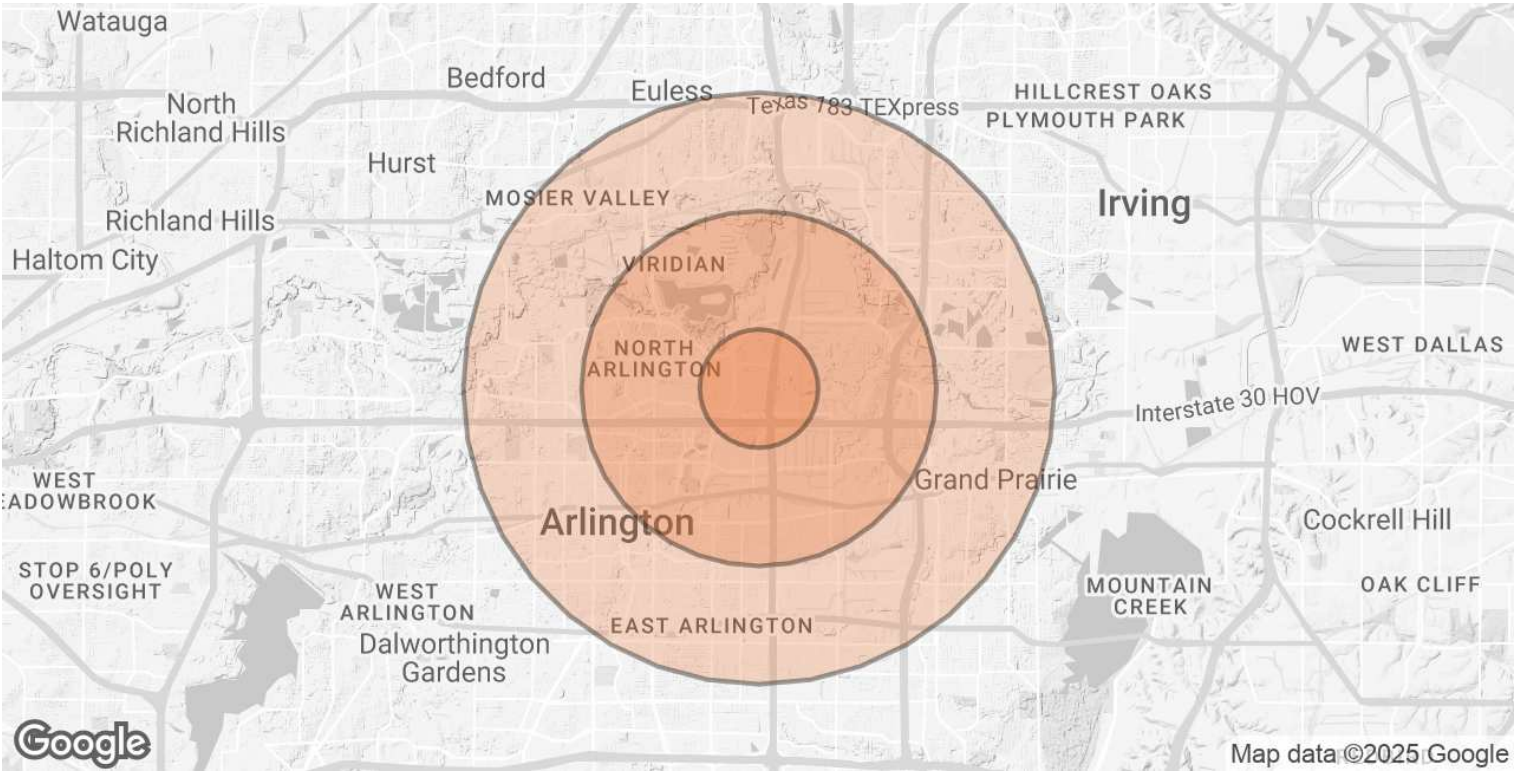 Watauga
Bedford
Euless
Texas 183 TEXpress
HILLCREST OAKS
PLYMOUTH PARK
North
Richland Hills
Hurst
MOSIER VALLEY
Irving
Richland Hills
Haltom City
VIRIDIAN
NORTH
ARLINGTON
WEST DALLAS
Interstate 30 HOV
WEST
EADOWBROOK
Grand Prairie
Arlington
Cockrell Hill
STOP 6/POLY
OVERSIGHT
WEST
ARLINGTON
MOUNTAIN
CREEK
OAK CLIFF
EAST ARLINGTON
Dalworthington
Gardens
Google
Map data ©2025 Google